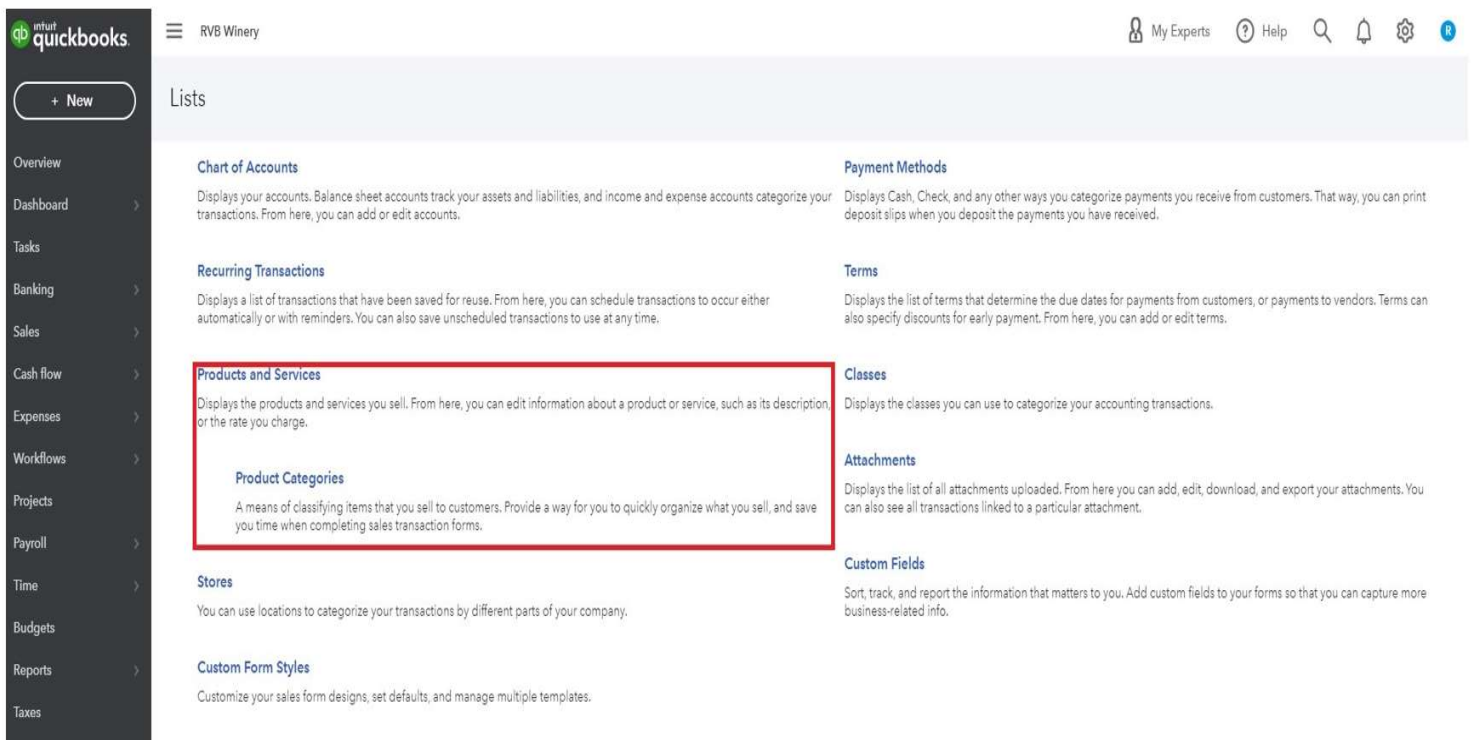 intuit
quickbooks.
RVB Winery
My Experts
Help
R
+ New
Lists
Overview
Dashboard
Tasks
Banking
Sales
Cash flow
Expenses
Workflows
Projects
Payroll
Time
Budgets
Reports
Taxes
Chart of Accounts
Displays your accounts. Balance sheet accounts track your assets and liabilities, and income and expense accounts categorize your
transactions. From here, you can add or edit accounts.
Recurring Transactions
Displays a list of transactions that have been saved for reuse. From here, you can schedule transactions to occur either
automatically or with reminders. You can also save unscheduled transactions to use at any time.
Products and Services
Displays the products and services you sell. From here, you can edit information about a product or service, such as its description,
or the rate you charge.
Product Categories
A means of classifying items that you sell to customers. Provide a way for you to quickly organize what you sell, and save
you time when completing sales transaction forms.
Stores
You can use locations to categorize your transactions by different parts of your company.
Custom Form Styles
Customize your sales form designs, set defaults, and manage multiple templates.
Payment Methods
Displays Cash, Check, and any other ways you categorize payments you receive from customers. That way, you can print
deposit slips when you deposit the payments you have received.
Terms
Displays the list of terms that determine the due dates for payments from customers, or payments to vendors. Terms can
also specify discounts for early payment. From here, you can add or edit terms.
Classes
Displays the classes you can use to categorize your accounting transactions.
Attachments
Displays the list of all attachments uploaded. From here you can add, edit, download, and export your attachments. You
can also see all transactions linked to a particular attachment.
Custom Fields
Sort, track, and report the information that matters to you. Add custom fields to your forms so that you can capture more
business-related info.